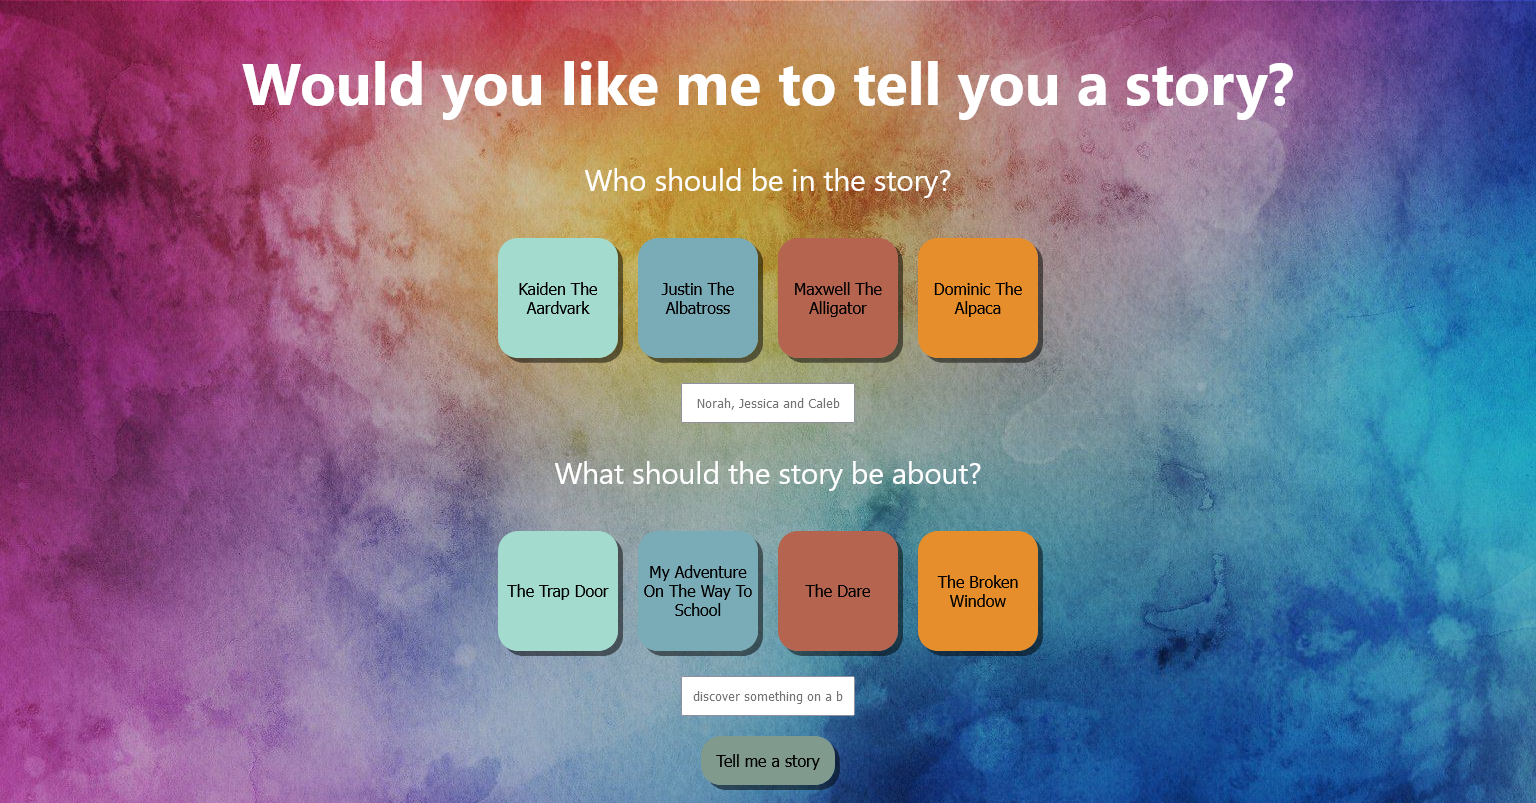 Would you like me to tell you a story?
Who should be in the story?
Kaiden The
Aardvark
Justin The
Albatross
Maxwell The
Alligator
Dominic The
Alpaca
Norah, Jessica and Caleb
What should the story be about?
The Trap Door
My Adventure
On The Way To
School
The Dare
The Broken
Window
discover something on a b
Tell me a story